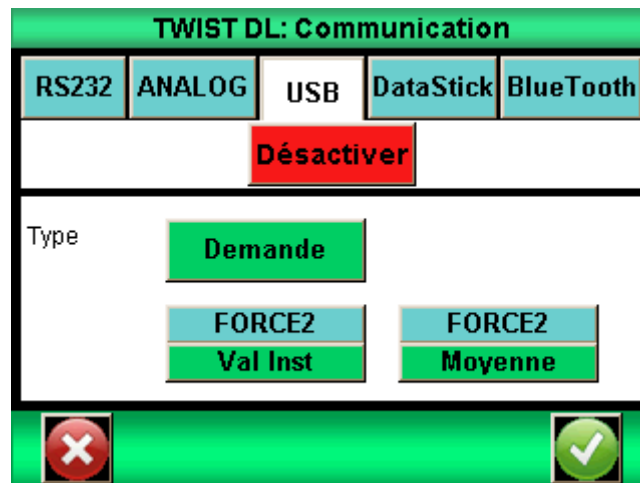 TWIST DL: Communication
RS232 ANALOG USB DataStick BlueTooth
Désactiver
Type Demande
FORCE2 FORCE2
Val Inst Moyenne